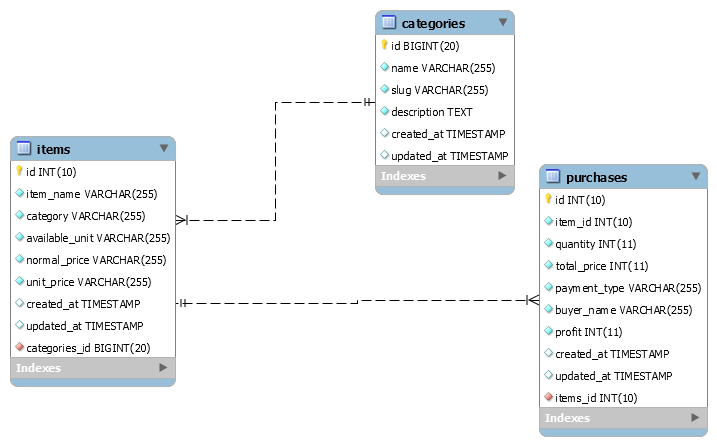 categories
id BIGINT(20)
name VARCHAR(255)
slug VARCHAR(255)
description TEXT
created_at TIMESTAMP
updated_at TIMESTAMP
Indexes
items
id INT(10)
item_name VARCHAR(255)
category VARCHAR(255)
available_unit VARCHAR(255)
normal_price VARCHAR(255)
unit_price VARCHAR(255)
created_at TIMESTAMP
updated_at TIMESTAMP
categories_id BIGINT(20)
Indexes
purchases
id INT(10)
item_id INT(10)
quantity INT(11)
total_price INT(11)
payment_type VARCHAR(255)
buyer_name VARCHAR(255)
profit INT(11)
created_at TIMESTAMP
updated_at TIMESTAMP
items_id INT(10)
Indexes